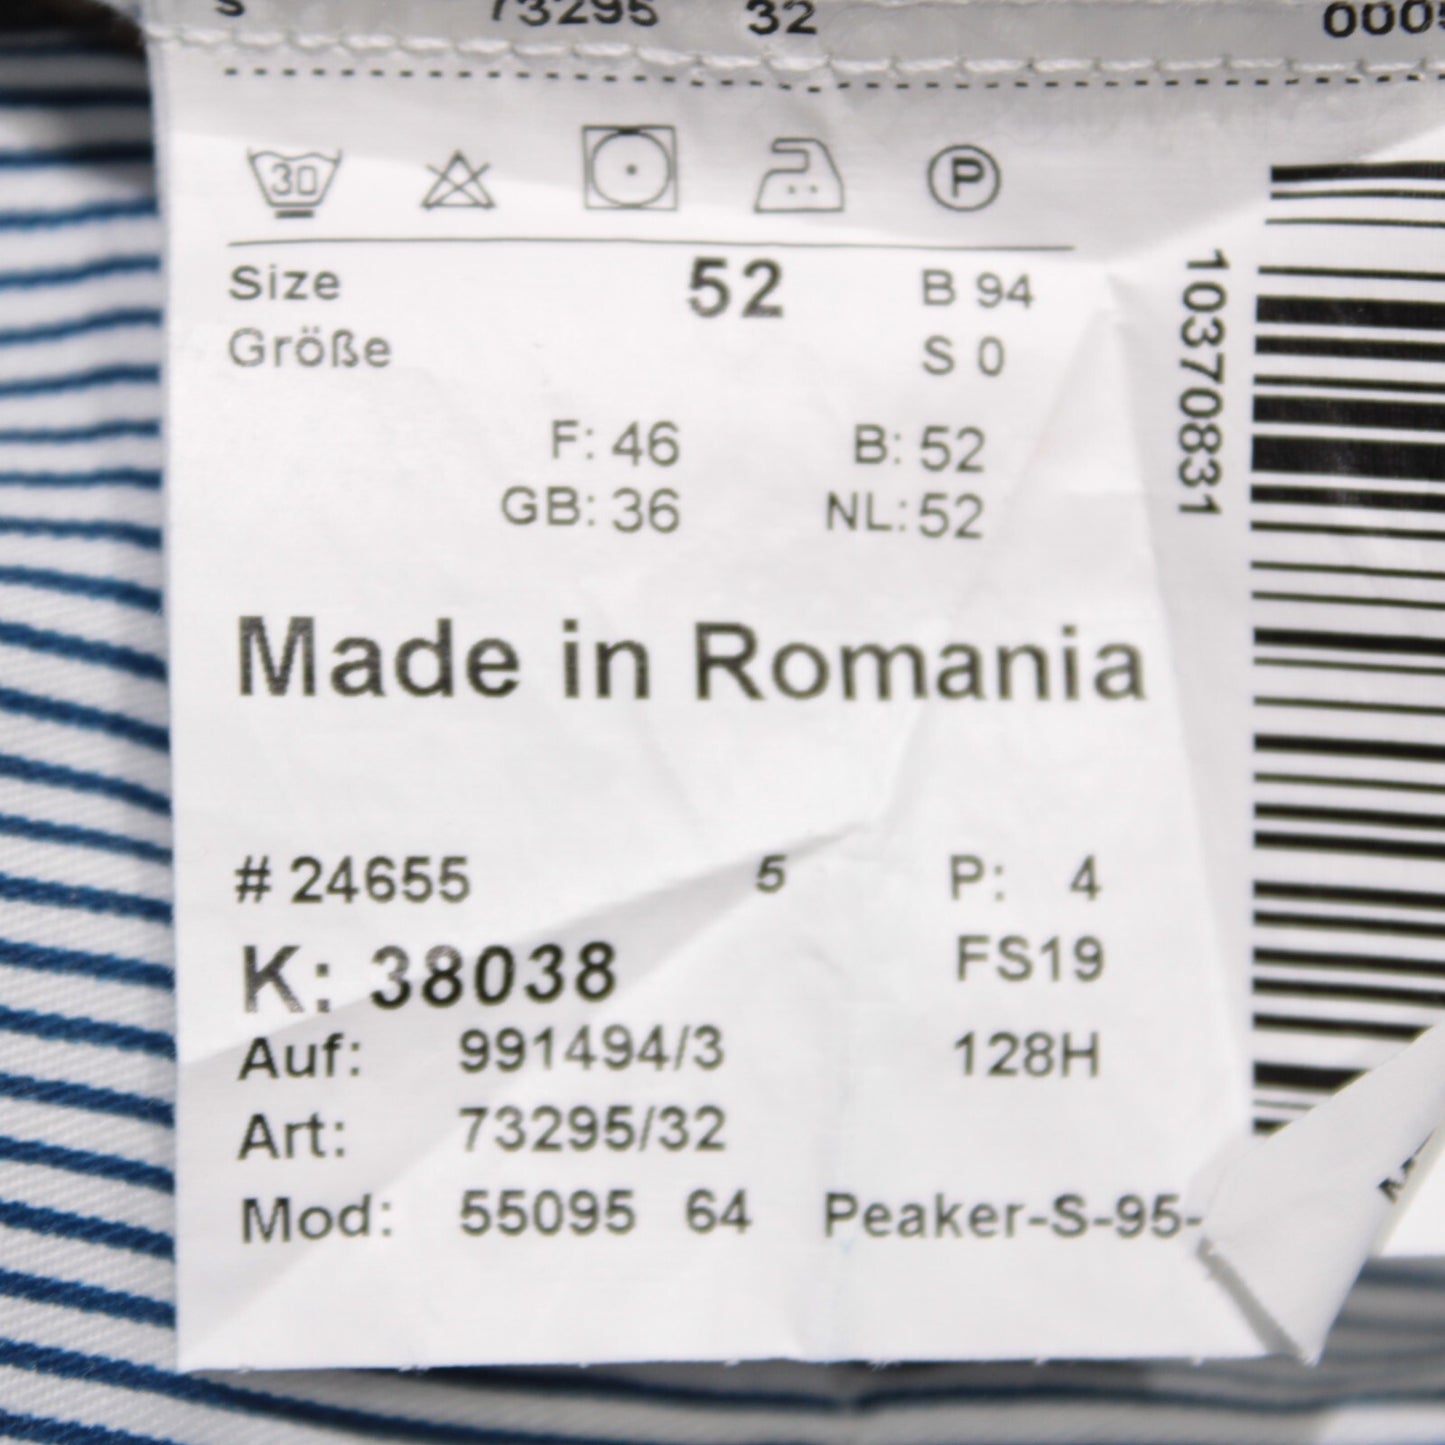 73295 32
30 P
Size 52 B 94
Größe S 0
F: 46 B: 52
GB: 36 NL: 52
Made in Romania
# 24655 5 P: 4
K: 38038 FS19
Auf: 991494/3 128H
Art: 73295/32
Mod: 55095 64 Peaker-S-95-
10370831